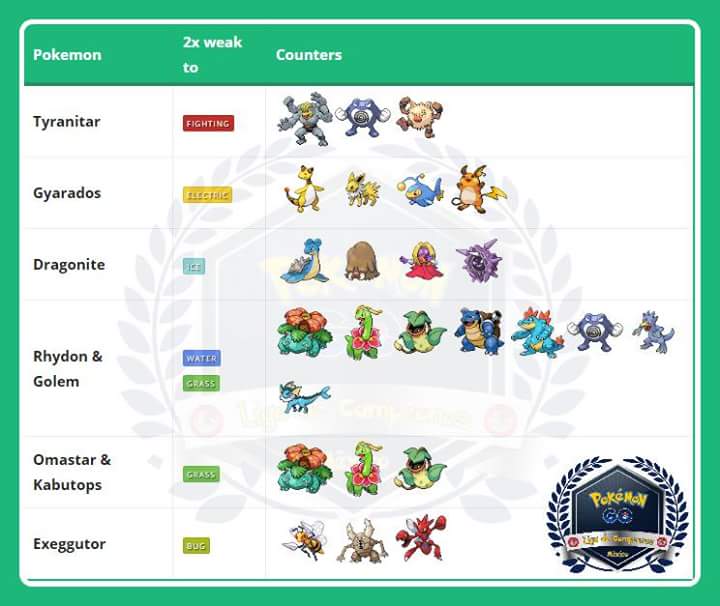 Pokemon
2x weak
to
Counters
Tyranitar
FIGHTING
Gyarados
ELECTRIC
Dragonite
ICE
Rhydon &
Golem
WATER
GRASS
Omastar &
Kabutops
GRASS
Exeggutor
BUG
POKÉMON
GO
Liga de Campeones
México